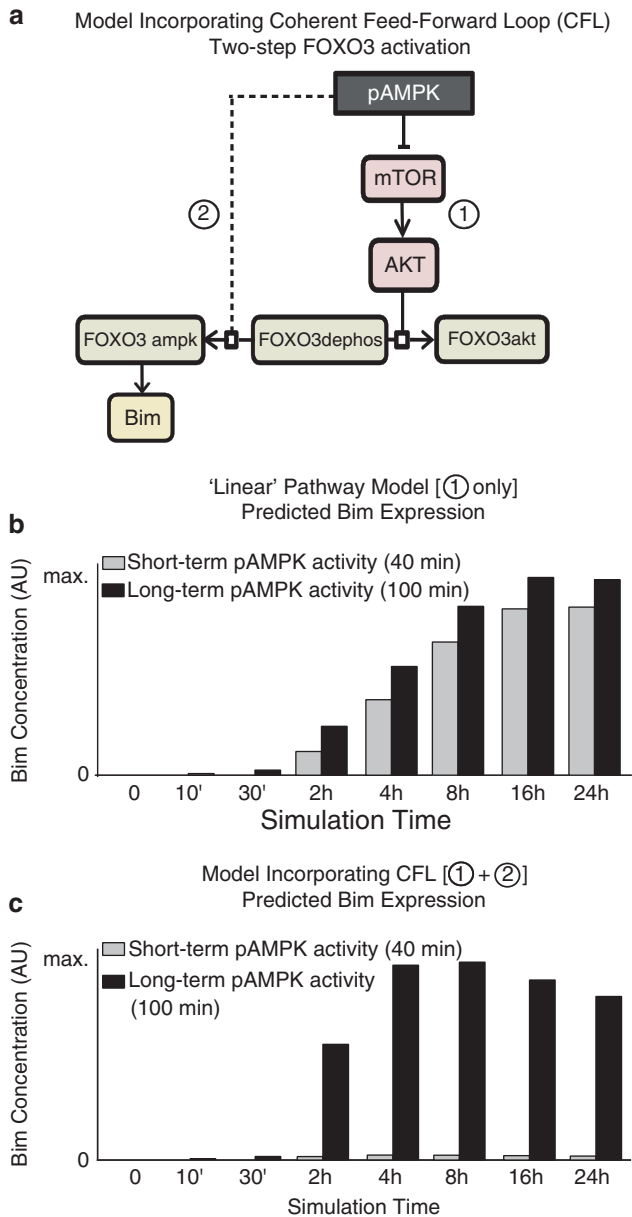 a
Model Incorporating Coherent Feed-Forward Loop (CFL)
Two-step FOXO3 activation
pAMPK
mTOR
2
1
AKT
FOXO3 ampk
FOXO3dephos
FOXO3akt
Bim
'Linear' Pathway Model [① only]
Predicted Bim Expression
b
Bim Concentration (AU)
max.
Short-term pAMPK activity (40 min)
Long-term pAMPK activity (100 min)
0
0 10' 30' 2h 4h 8h 16h 24h
Simulation Time
Model Incorporating CFL [① + ②]
Predicted Bim Expression
c
Bim Concentration (AU)
max.
Short-term pAMPK activity (40 min)
Long-term pAMPK activity
(100 min)
0
0 10' 30' 2h 4h 8h 16h 24h
Simulation Time